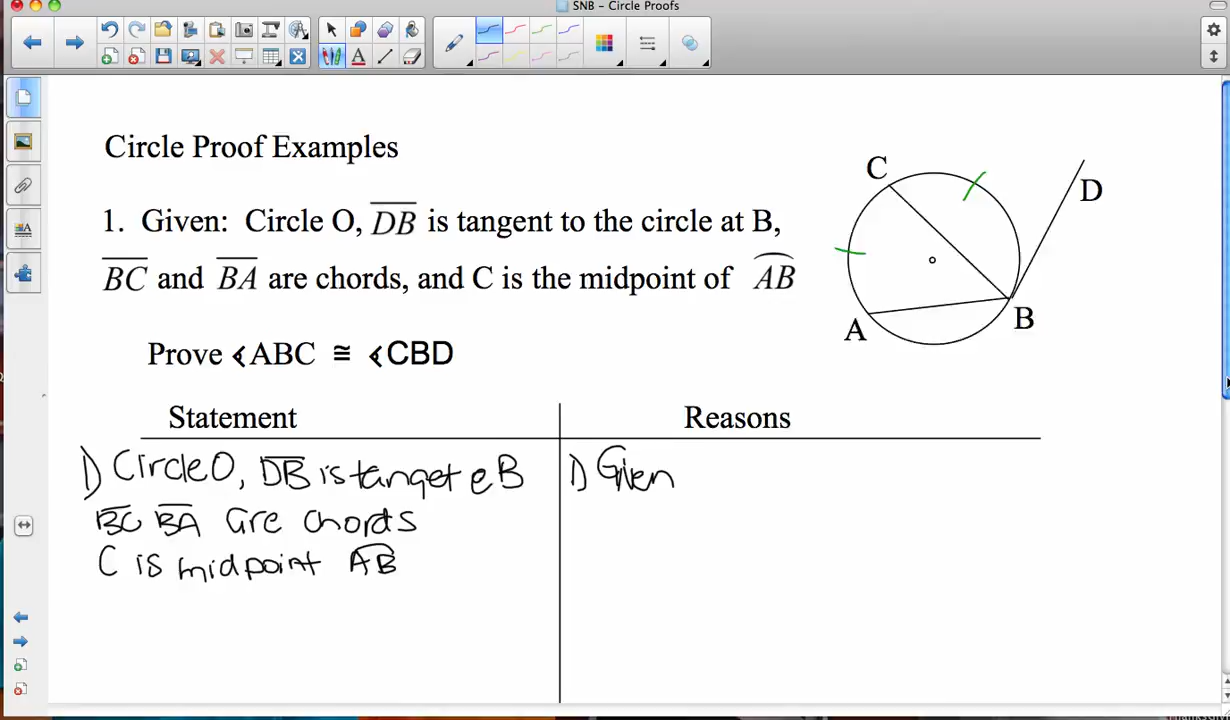 SNB - Circle Proofs
Circle Proof Examples
1. Given: Circle O, DB is tangent to the circle at B,
BC and BA are chords, and C is the midpoint of AB
Prove ∢ABC ≅ ∢CBD
C
D
A
B
Statement
Reasons
1) Circle O, DB is tanget @ B
1) Given
BC BA are chords
C is midpoint AB